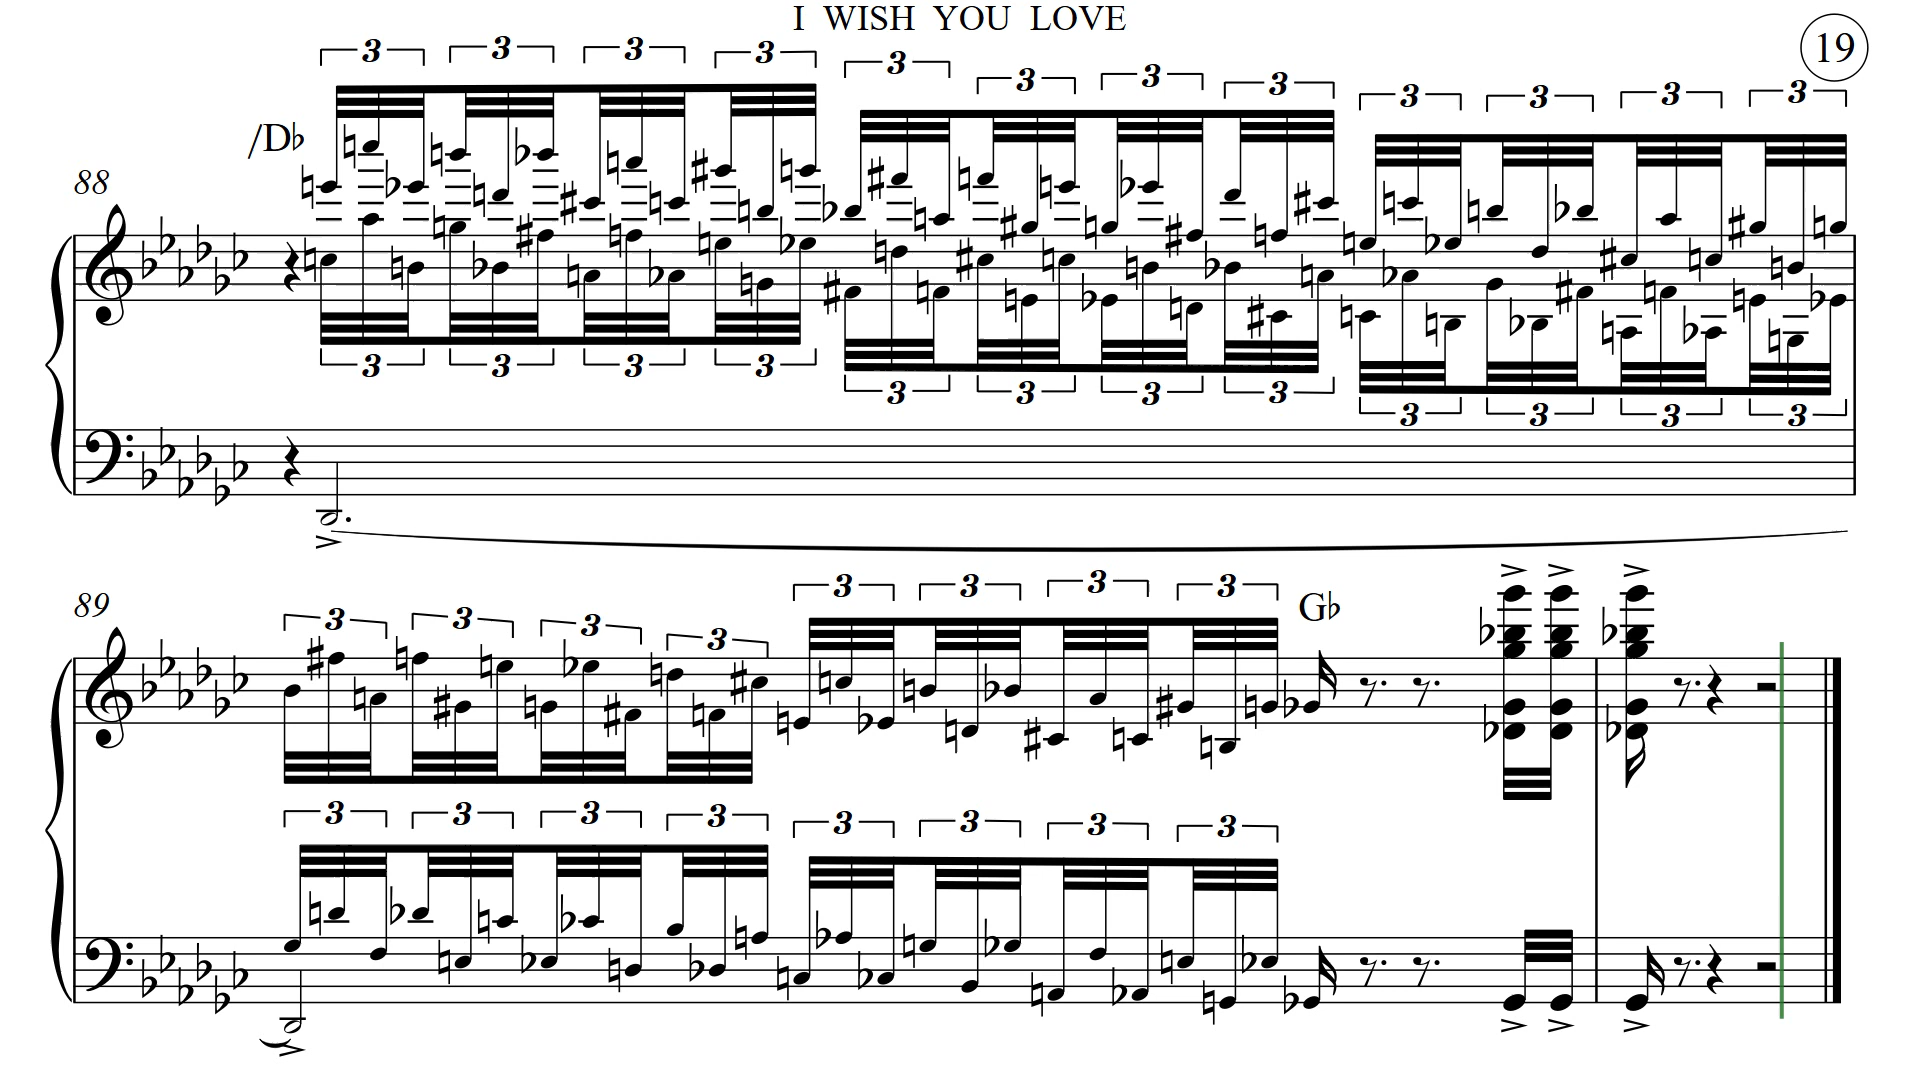 I WISH YOU LOVE
19
3 3 3 3 3 3 3 3 3 3 3 3
/D♭
88
3 3 3 3 3 3 3 3 3 3 3 3
89
3 3 3 3 3 3 3 3
G♭
3 3 3 3 3 3 3 3